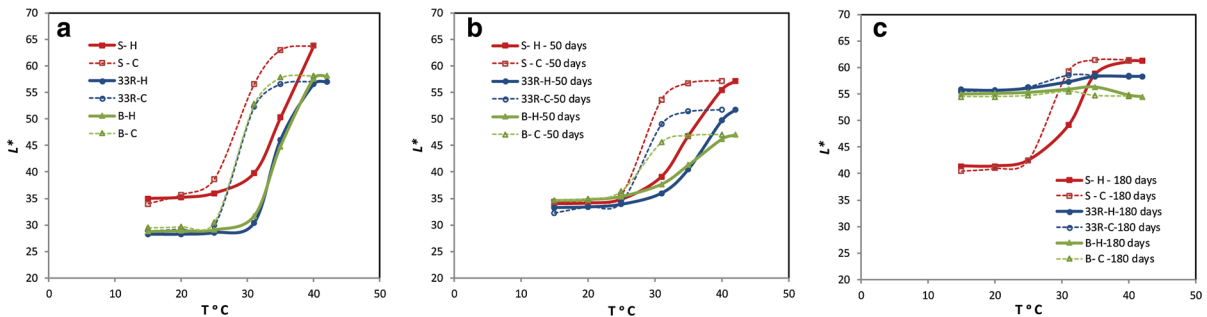 a
S- H
S - C
33R-H
33R-C
B-H
B- C
L*
70
65
60
55
50
45
40
35
30
25
20
0
10
20
30
40
50
T º C
b
S- H - 50 days
S - C -50 days
33R-H-50 days
33R-C-50 days
B-H-50 days
B- C -50 days
L*
70
65
60
55
50
45
40
35
30
25
20
0
10
20
30
40
50
T º C
c
S- H - 180 days
S - C -180 days
33R-H-180 days
33R-C-180 days
B-H-180 days
B- C -180 days
L*
70
65
60
55
50
45
40
35
30
25
20
0
10
20
30
40
50
T º C